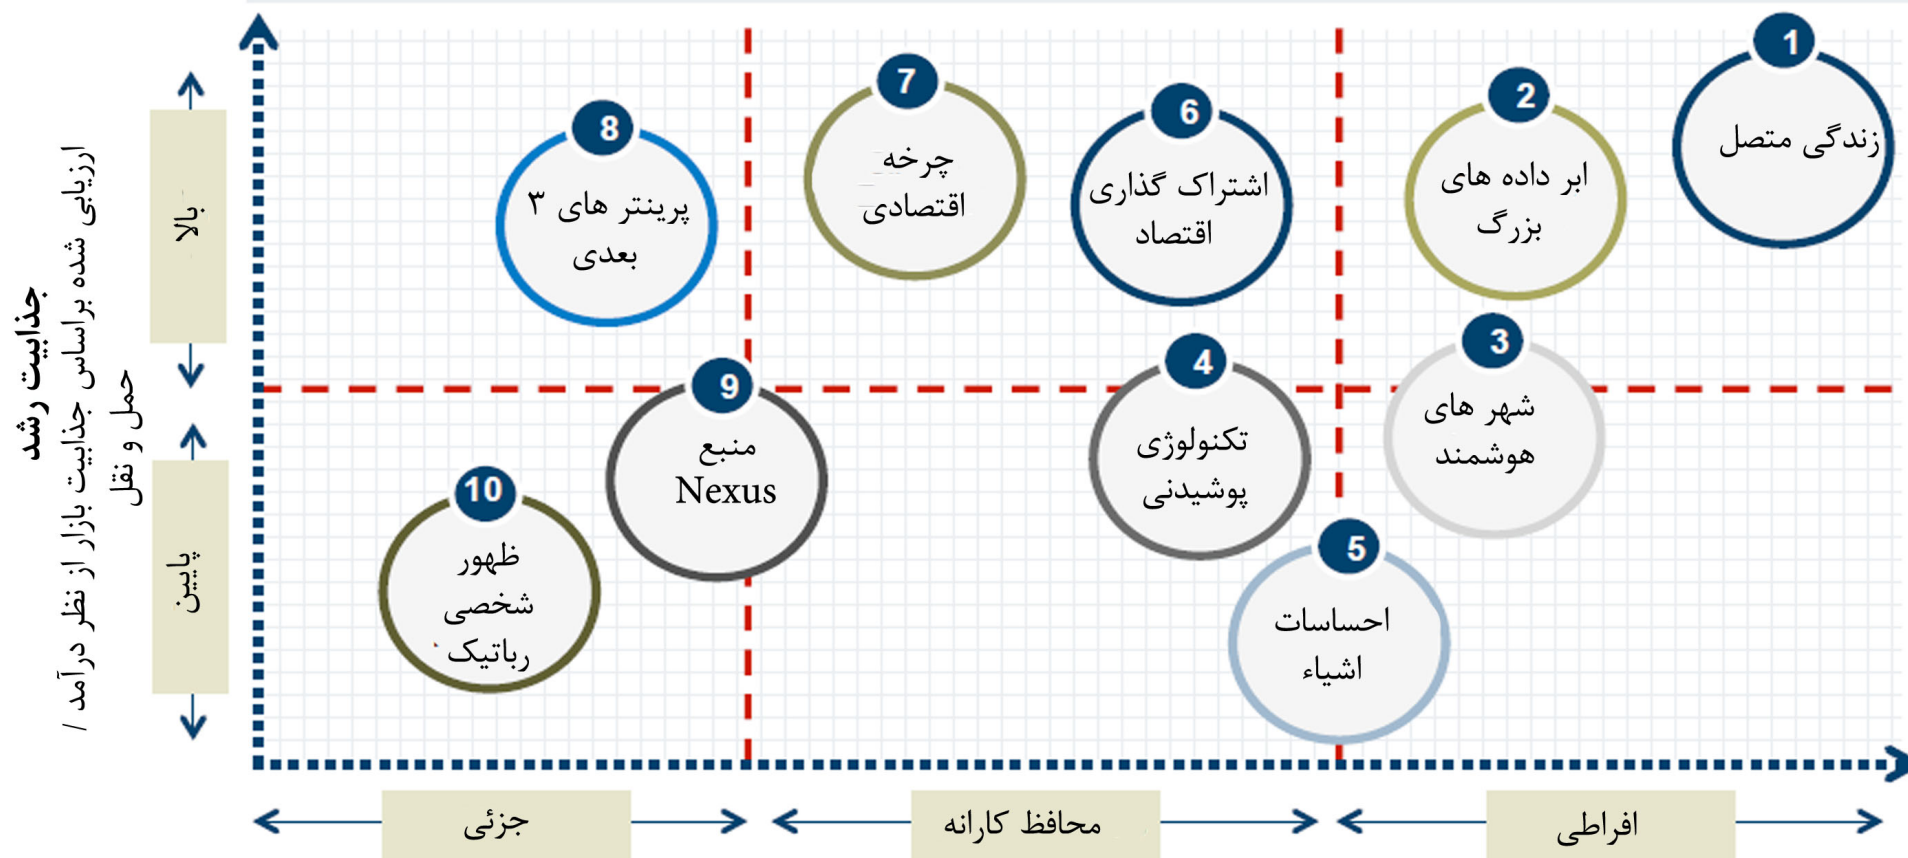 جذابیت رشد
ارزیابی شده براساس جذابیت بازار از نظر درآمد /
حمل و نقل
بالا
پایین
1
زندگی متصل
2
ابر داده های
بزرگ
3
شهر های
هوشمند
4
تکنولوژی
پوشیدنی
5
احساسات
اشیاء
6
اشتراک گذاری
اقتصاد
7
چرخه
اقتصادی
8
پرینتر های ۳
بعدی
9
منبع
Nexus
10
ظهور
شخصی
رباتیک
جزئی
محافظ کارانه
افراطی